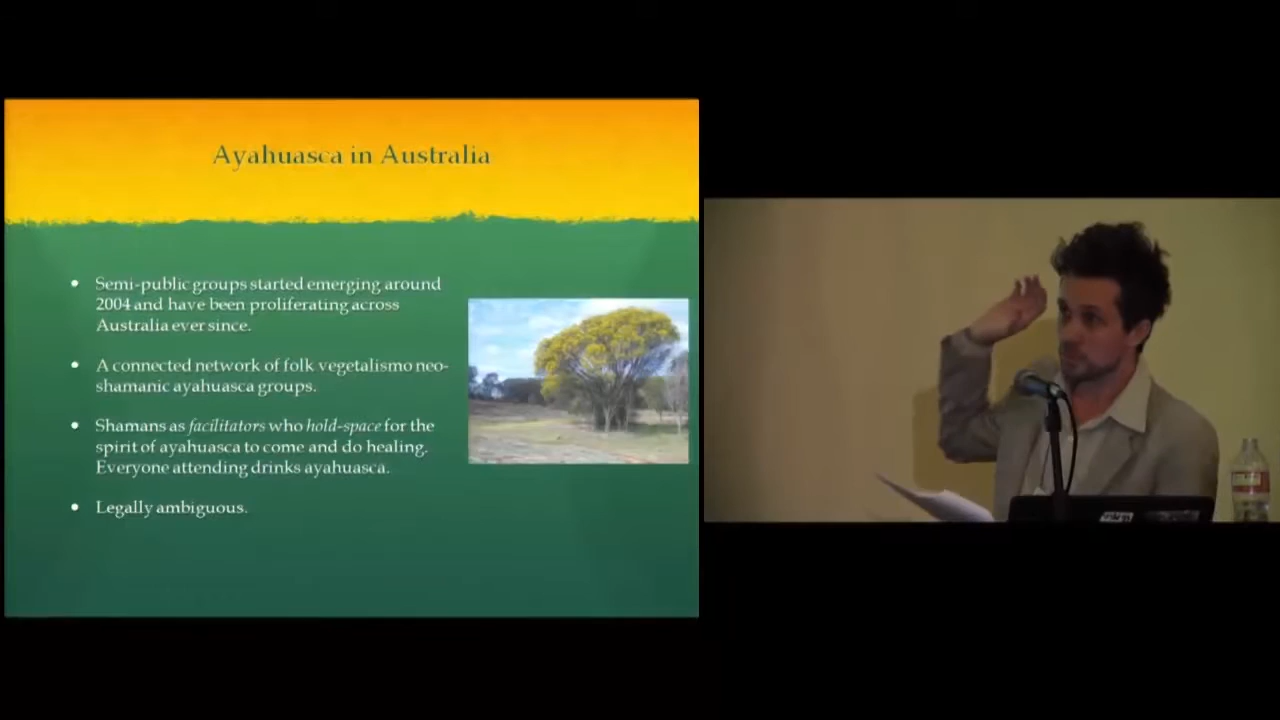 Ayahuasca in Australia
Semi-public groups started emerging around
2004 and have been proliferating across
Australia ever since.
A connected network of folk vegetalismo neo-
shamanic ayahuasca groups.
Shamans as facilitators who hold-space for the
spirit of ayahuasca to come and do healing.
Everyone attending drinks ayahuasca.
Legally ambiguous.